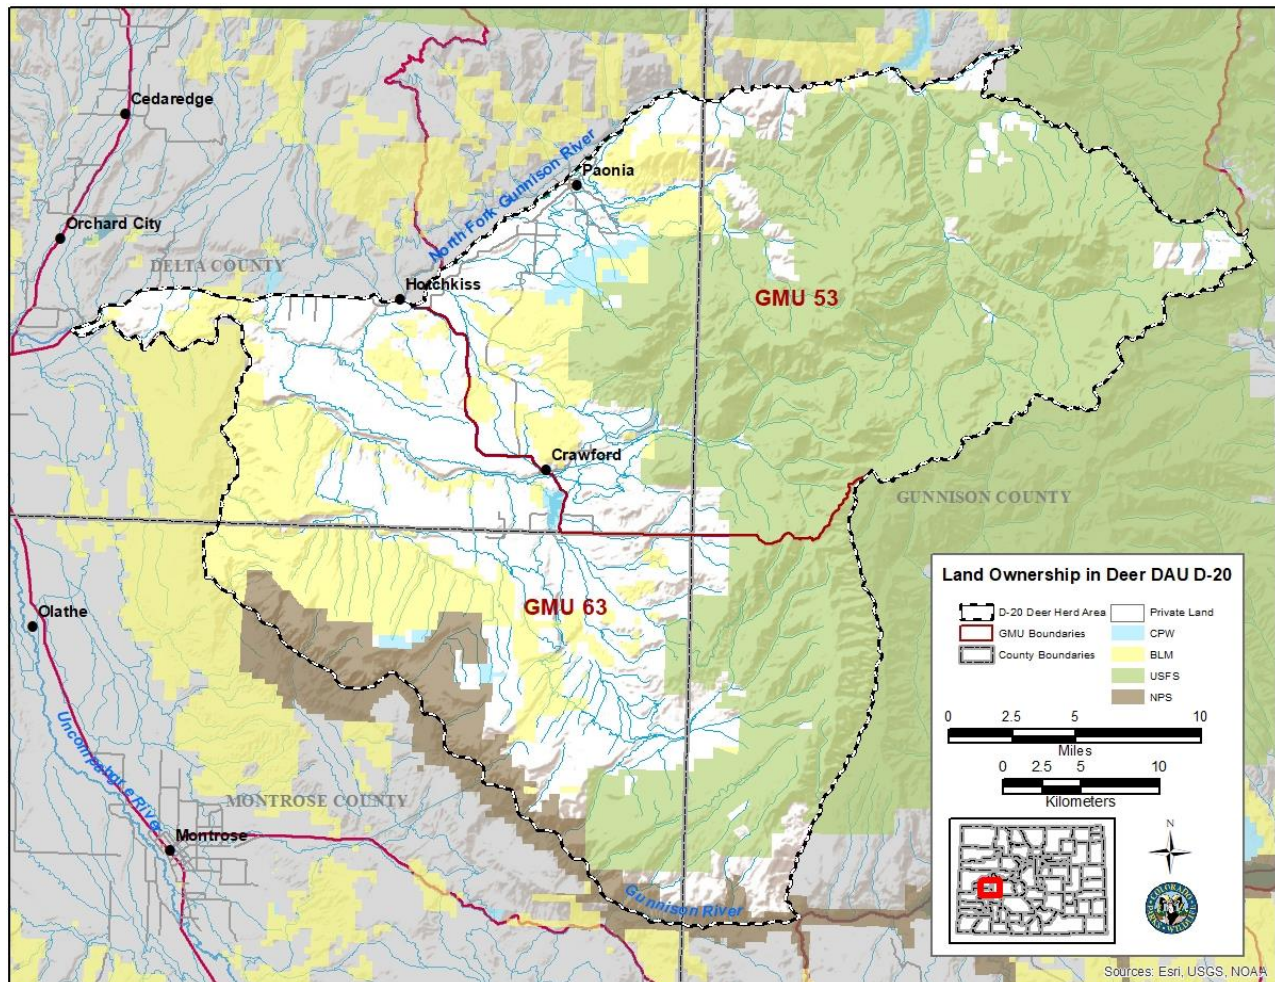 Cedaredge
North Fork Gunnison River
Paonia
Orchard City
DELTA COUNTY
Hotchkiss
GMU 53
Crawford
GUNNISON COUNTY
Olathe
GMU 63
Uncompahgre River
MONTROSE COUNTY
Montrose
Gunnison River
Land Ownership in Deer DAU D-20
D-20 Deer Herd Area
GMU Boundaries
County Boundaries
Private Land
CPW
BLM
USFS
NPS
0 2.5 5 10
Miles
0 2.5 5 10
Kilometers
N
COLORADO
PARKS
WILDLIFE
Sources: Esri, USGS, NOAA